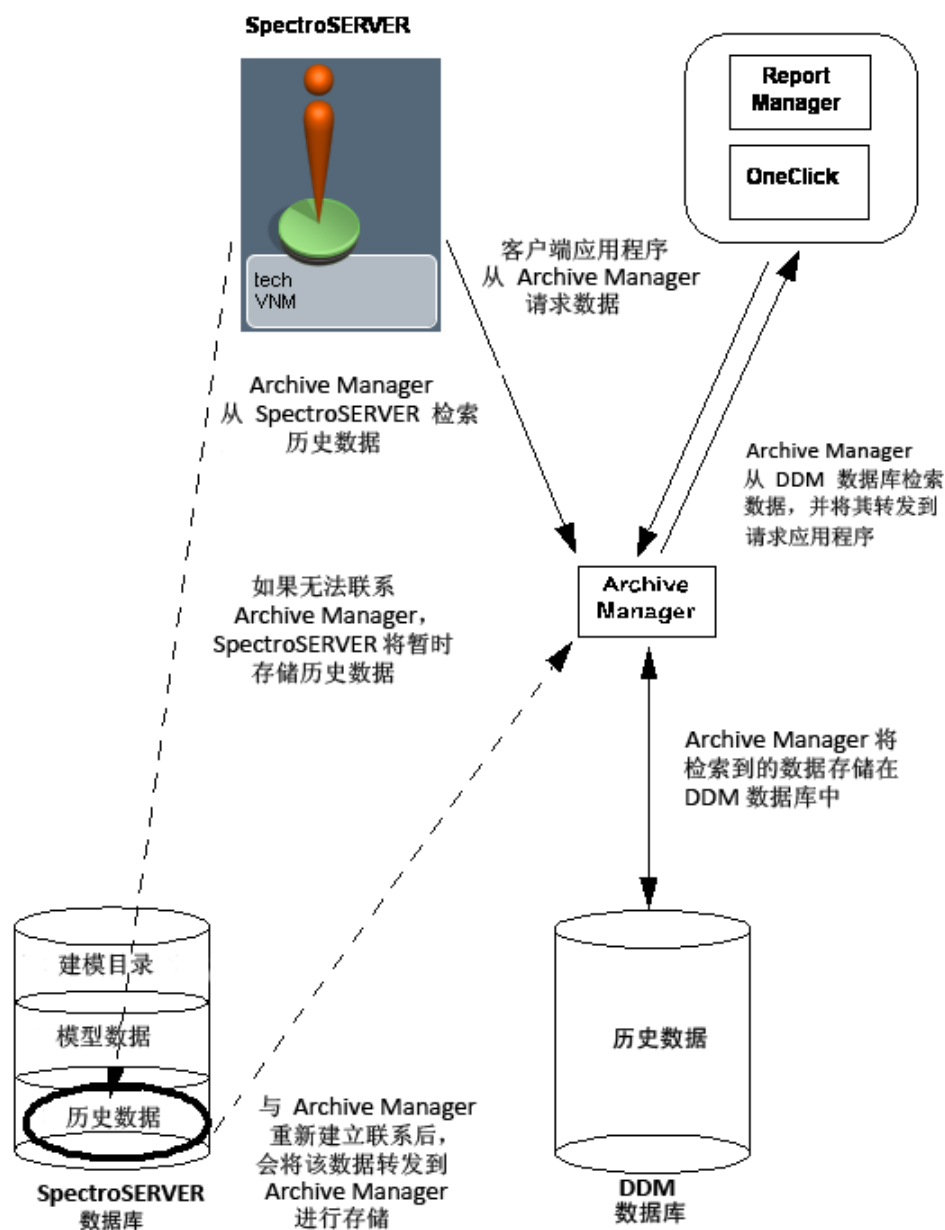 SpectroSERVER
tech
VNM
Report
Manager
OneClick
客户端应用程序
从 Archive Manager
请求数据
Archive Manager
从 SpectroSERVER 检索
历史数据
Archive Manager
从 DDM 数据库检索
数据，并将其转发到
请求应用程序
如果无法联系
Archive Manager，
SpectroSERVER 将暂时
存储历史数据
Archive
Manager
Archive Manager 将
检索到的数据存储在
DDM 数据库中
建模目录
模型数据
历史数据
SpectroSERVER
数据库
与 Archive Manager
重新建立联系后，
会将该数据转发到
Archive Manager
进行存储
历史数据
DDM
数据库